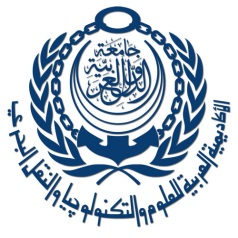 جامعة
الدول العربية
الأكاديمية العربية للعلوم والتكنولوجيا والنقل البحري